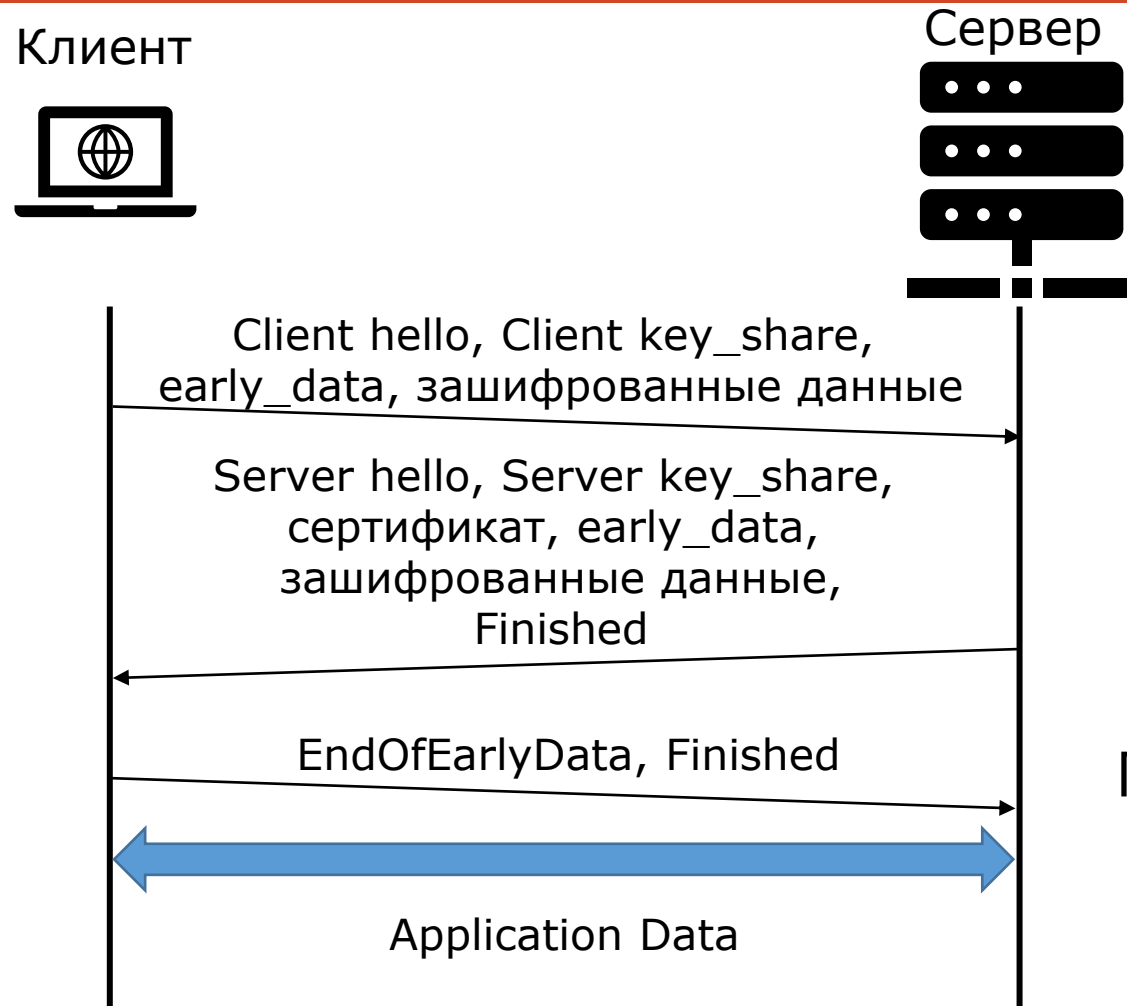 Клиент
Сервер
Client hello, Client key_share,
early_data, зашифрованные данные
Server hello, Server key_share,
сертификат, early_data,
зашифрованные данные,
Finished
EndOfEarlyData, Finished
Application Data